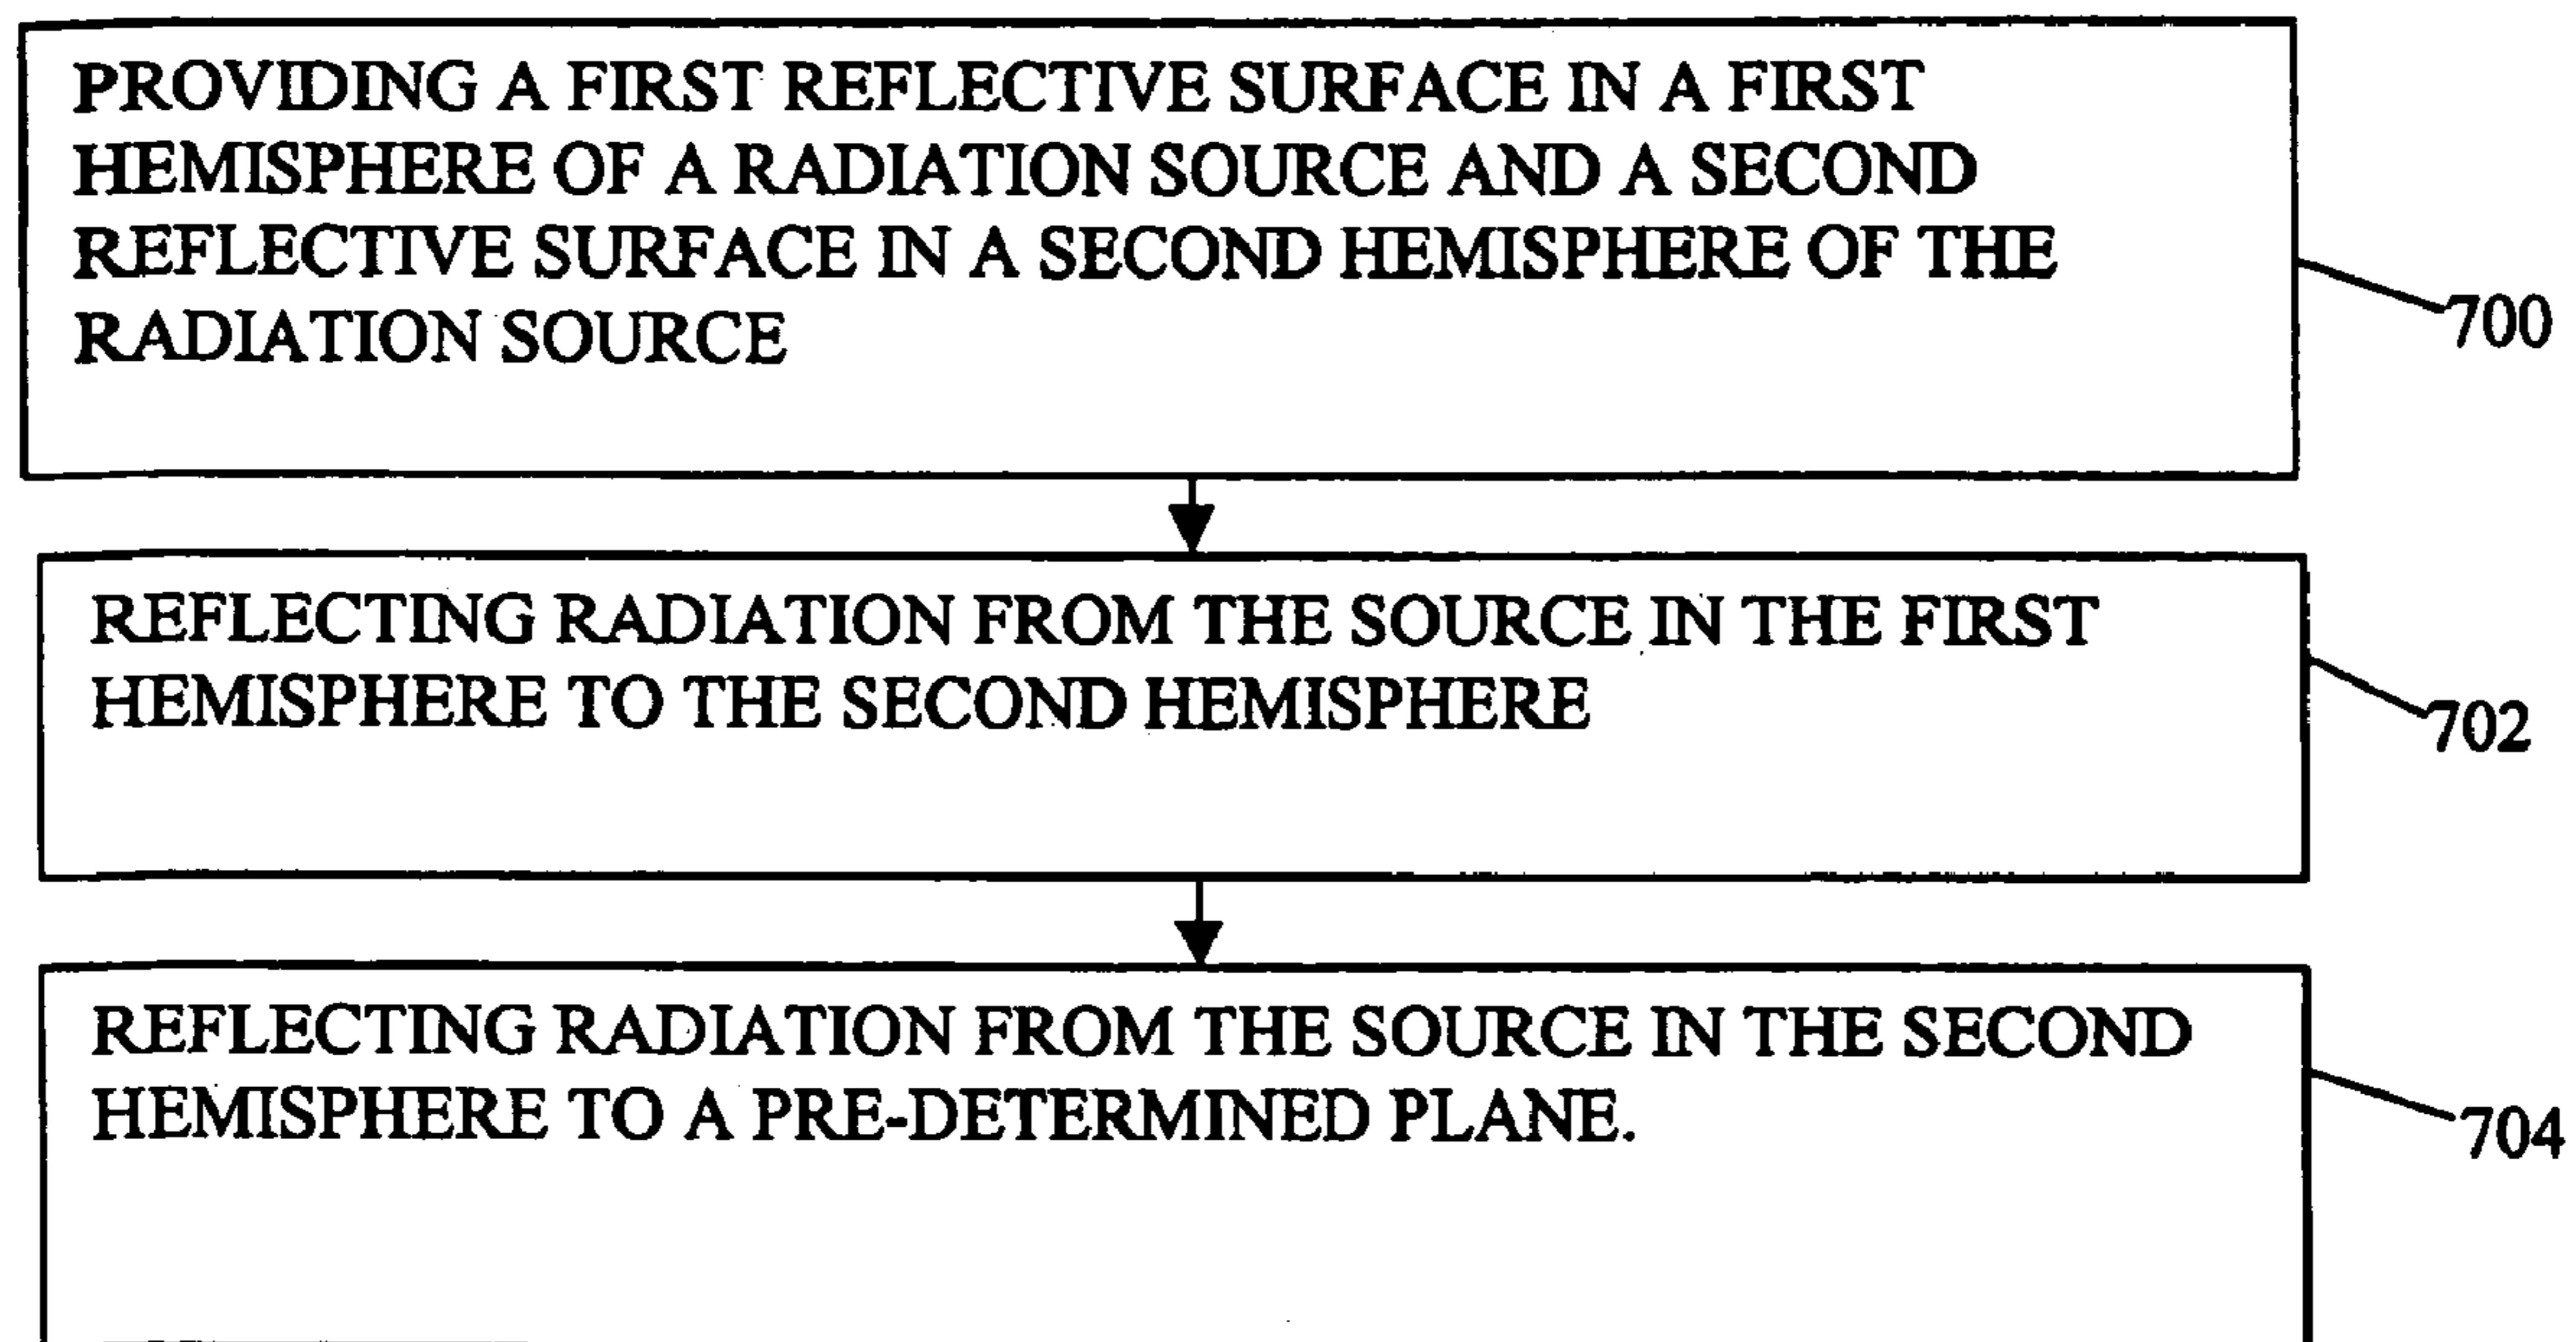 PROVIDING A FIRST REFLECTIVE SURFACE IN A FIRST
HEMISPHERE OF A RADIATION SOURCE AND A SECOND
REFLECTIVE SURFACE IN A SECOND HEMISPHERE OF THE
RADIATION SOURCE
700
REFLECTING RADIATION FROM THE SOURCE IN THE FIRST
HEMISPHERE TO THE SECOND HEMISPHERE
702
REFLECTING RADIATION FROM THE SOURCE IN THE SECOND
HEMISPHERE TO A PRE-DETERMINED PLANE.
704